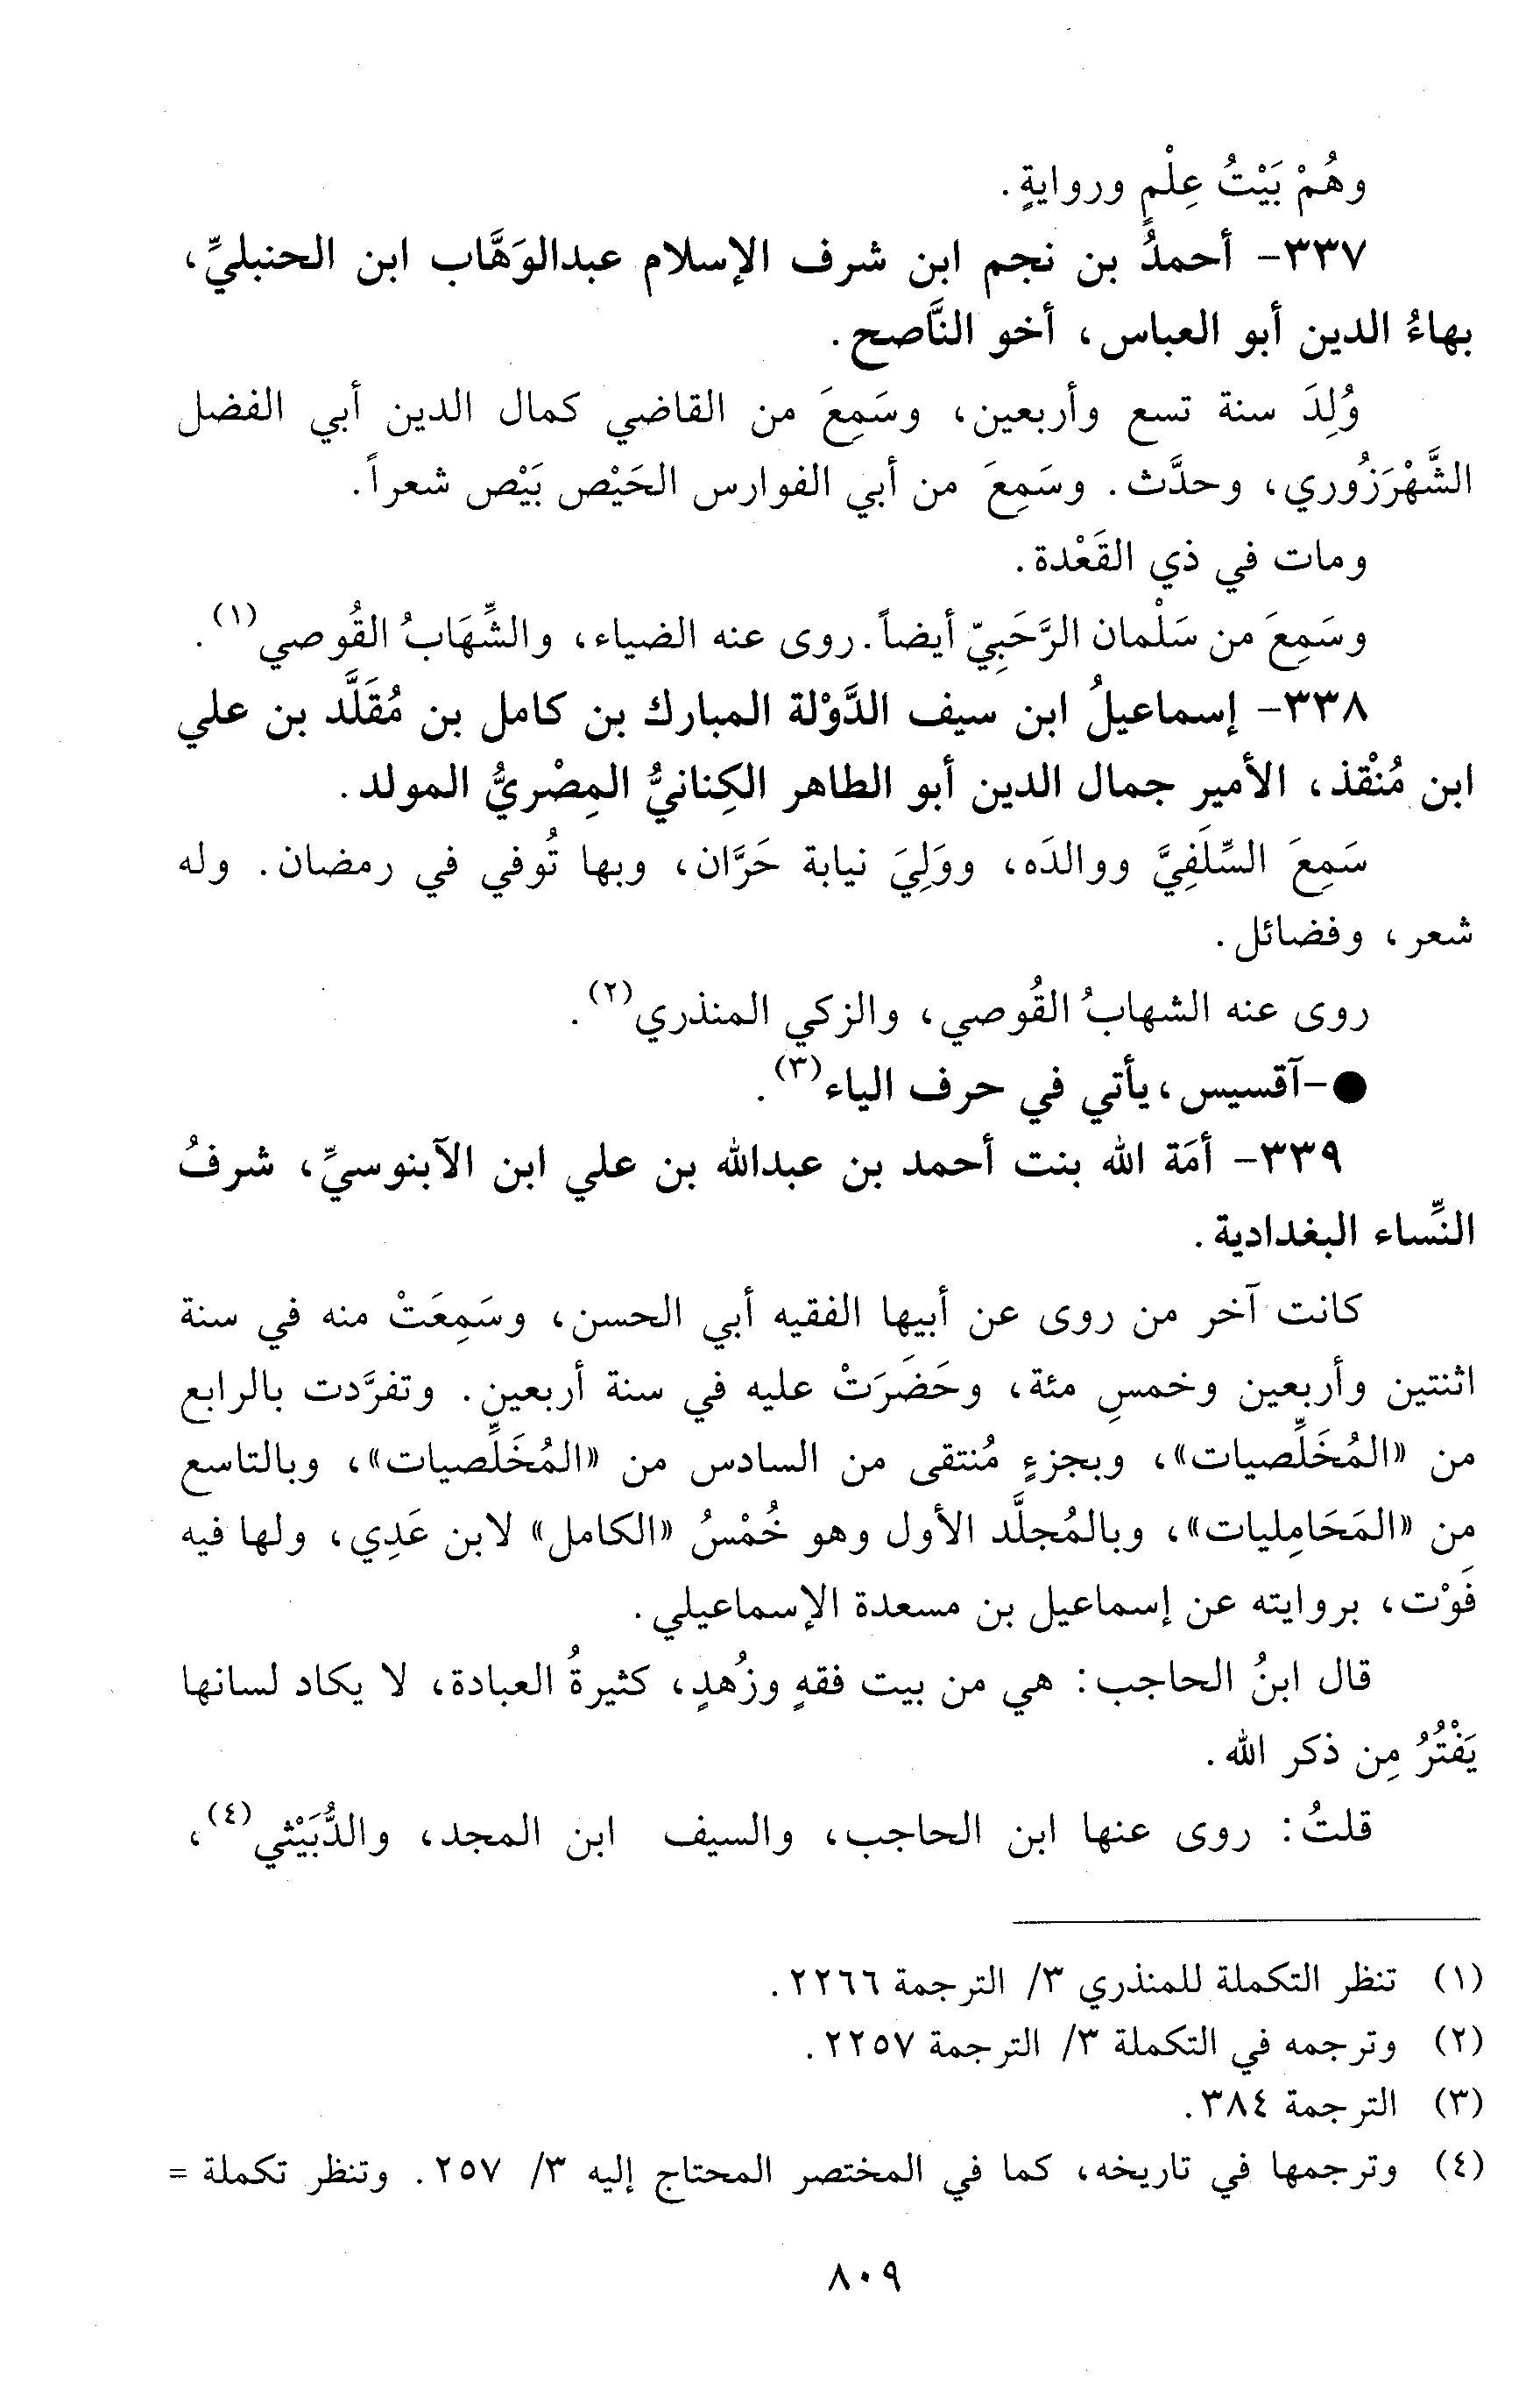 وهُمْ بَيْتُ عِلْمٍ وروايةٍ.
٣٣٧- أحمدُ بن نجم ابن شرف الإسلام عبدالوَهَّاب ابن الحنبليِّ،
بهاءُ الدين أبو العباس، أخو النَّاصح.
وُلِدَ سنة تسع وأربعين، وسَمِعَ من القاضي كمال الدين أبي الفضل
الشَّهْرَزُوري، وحدَّث. وسَمِعَ من أبي الفوارس الحَيْص بَيْص شعراً.
ومات في ذي القَعْدة.
وسَمِعَ من سَلْمان الرَّحَبِيّ أيضاً. روى عنه الضياء، والشِّهَابُ القُوصي(١).
٣٣٨- إسماعيلُ ابن سيف الدَّوْلة المبارك بن كامل بن مُقَلَّد بن علي
ابن مُنْقذ، الأمير جمال الدين أبو الطاهر الكِنانيُّ المِصْريُّ المولد.
سَمِعَ السِّلَفِيَّ ووالدَه، ووَلِيَ نيابة حَرَّان، وبها تُوفي في رمضان. وله
شعر، وفضائل.
روى عنه الشهابُ القُوصي، والزكي المنذري(٢).
●-آقسيس، يأتي في حرف الياء(٣).
٣٣٩- أمَة الله بنت أحمد بن عبدالله بن علي ابن الآبنوسيِّ، شرفُ
النِّساء البغدادية.
كانت آخر من روى عن أبيها الفقيه أبي الحسن، وسَمِعَتْ منه في سنة
اثنتين وأربعين وخمسِ مئة، وحَضَرَتْ عليه في سنة أربعين. وتفرَّدت بالرابع
من «المُخَلِّصيات»، وبجزءٍ مُنتقى من السادس من «المُخَلِّصيات»، وبالتاسع
من «المَحَامِليات»، وبالمُجلَّد الأول وهو خُمْسُ «الكامل» لابن عَدِي، ولها فيه
فَوْت، بروايته عن إسماعيل بن مسعدة الإسماعيلي.
قال ابنُ الحاجب: هي من بيت فقهٍ وزُهدٍ، كثيرةُ العبادة، لا يكاد لسانها
يَفْتُرُ مِن ذكر الله.
قلتُ: روى عنها ابن الحاجب، والسيف ابن المجد، والدُّبَيْثي(٤)،
(١) تنظر التكملة للمنذري ٣/ الترجمة ٢٢٦٦.
(٢) وترجمه في التكملة ٣/ الترجمة ٢٢٥٧.
(٣) الترجمة ٣٨٤.
(٤) وترجمها في تاريخه، كما في المختصر المحتاج إليه ٣/ ٢٥٧. وتنظر تكملة =
٨٠٩